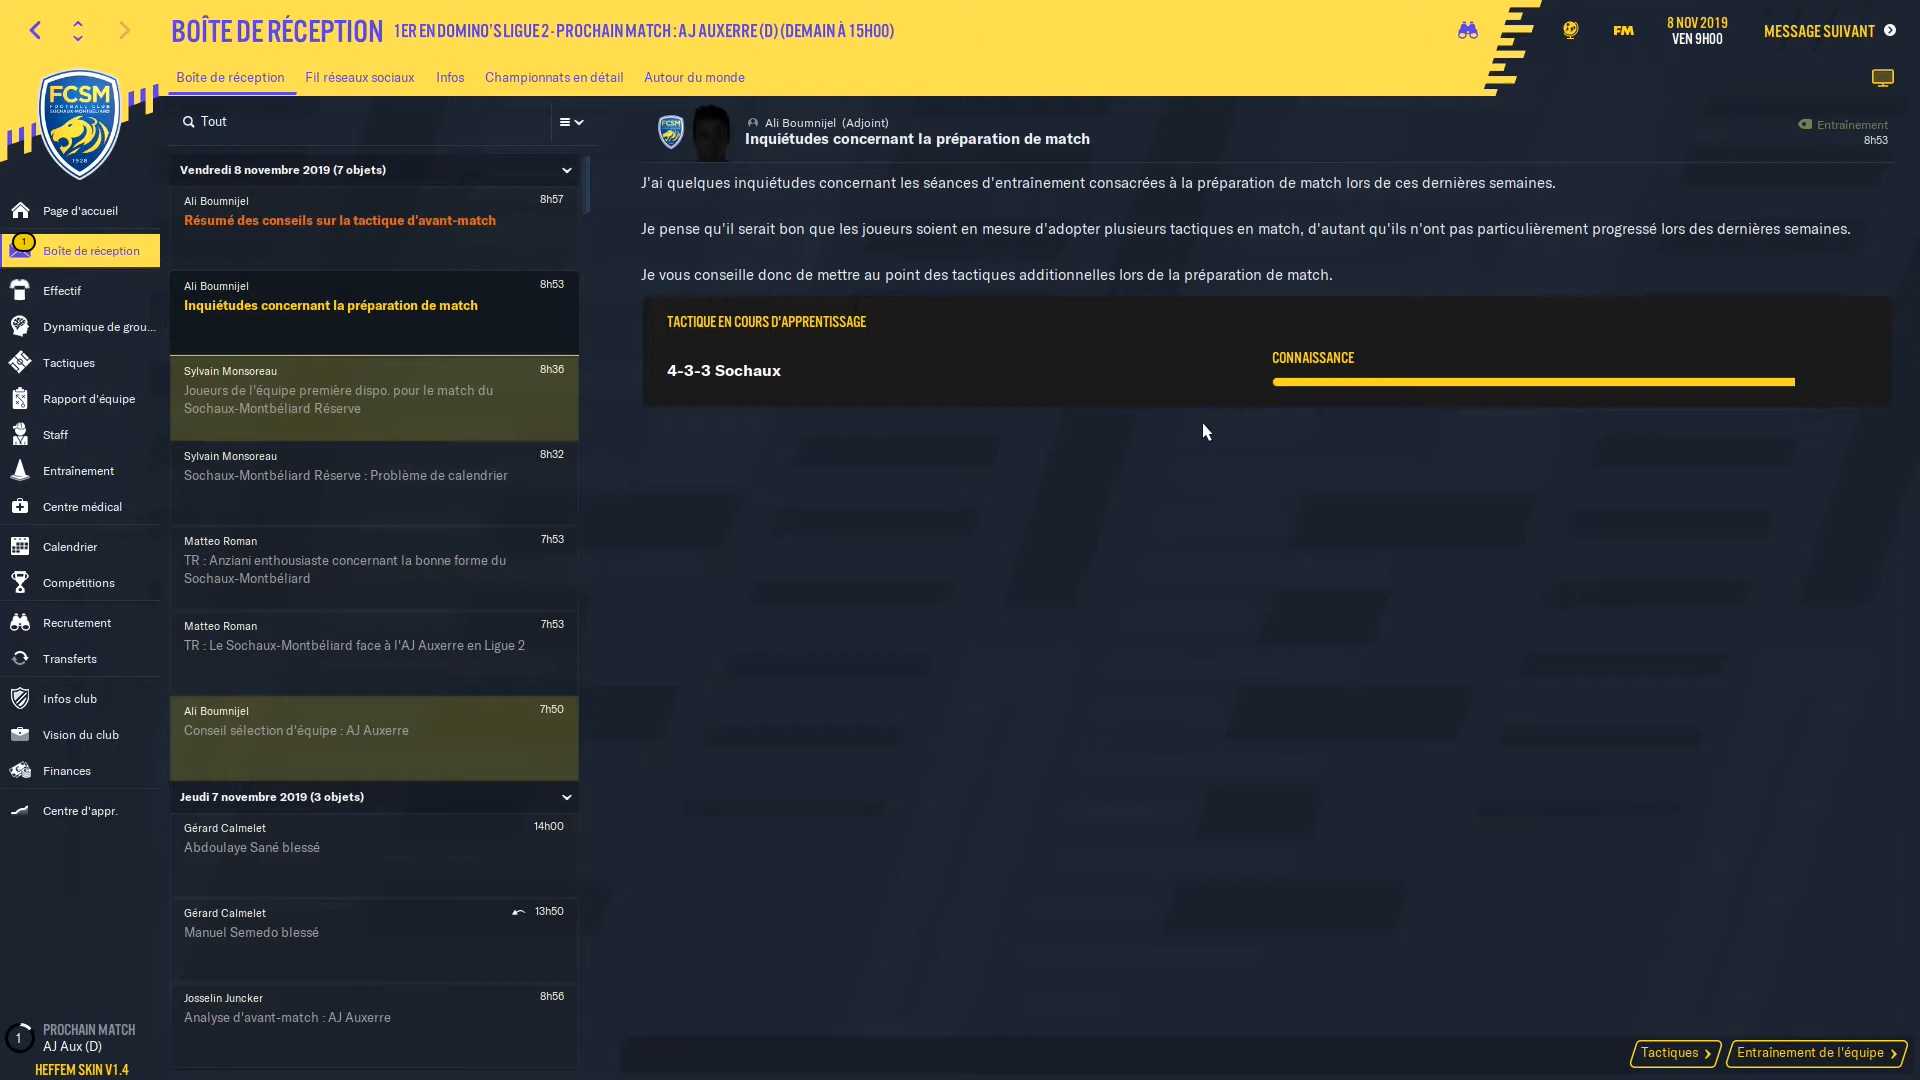 BOÎTE DE RÉCEPTION
1ER EN DOMINO'S LIGUE 2 - PROCHAIN MATCH : AJ AUXERRE (D) (DEMAIN À 15H00)
FM
8 NOV 2019
VEN 9H00
MESSAGE SUIVANT
Boîte de réception
Fil réseaux sociaux
Infos
Championnats en détail
Autour du monde
FCSM
FOOTBALL CLUB
SOCHAUX-MONTBÉLIARD
1928
Page d'accueil
1
Boîte de réception
Effectif
Dynamique de grou...
Tactiques
Rapport d'équipe
Staff
Entraînement
Centre médical
Calendrier
Compétitions
Recrutement
Transferts
Infos club
Vision du club
Finances
Centre d'appr.
1
PROCHAIN MATCH
AJ Aux (D)
HEFFEM SKIN V1.4
Tout
Vendredi 8 novembre 2019 (7 objets)
Ali Boumnijel
8h57
Résumé des conseils sur la tactique d'avant-match
Ali Boumnijel
8h53
Inquiétudes concernant la préparation de match
Sylvain Monsoreau
8h36
Joueurs de l'équipe première dispo. pour le match du
Sochaux-Montbéliard Réserve
Sylvain Monsoreau
8h32
Sochaux-Montbéliard Réserve : Problème de calendrier
Matteo Roman
7h53
TR : Anziani enthousiaste concernant la bonne forme du
Sochaux-Montbéliard
Matteo Roman
7h53
TR : Le Sochaux-Montbéliard face à l'AJ Auxerre en Ligue 2
Ali Boumnijel
7h50
Conseil sélection d'équipe : AJ Auxerre
Jeudi 7 novembre 2019 (3 objets)
Gérard Calmelet
14h00
Abdoulaye Sané blessé
Gérard Calmelet
13h50
Manuel Semedo blessé
Josselin Juncker
8h56
Analyse d'avant-match : AJ Auxerre
FCSM
Ali Boumnijel (Adjoint)
Inquiétudes concernant la préparation de match
Entraînement
8h53
J'ai quelques inquiétudes concernant les séances d'entraînement consacrées à la préparation de match lors de ces dernières semaines.
Je pense qu'il serait bon que les joueurs soient en mesure d'adopter plusieurs tactiques en match, d'autant qu'ils n'ont pas particulièrement progressé lors des dernières semaines.
Je vous conseille donc de mettre au point des tactiques additionnelles lors de la préparation de match.
TACTIQUE EN COURS D'APPRENTISSAGE
CONNAISSANCE
4-3-3 Sochaux
Tactiques
Entraînement de l'équipe